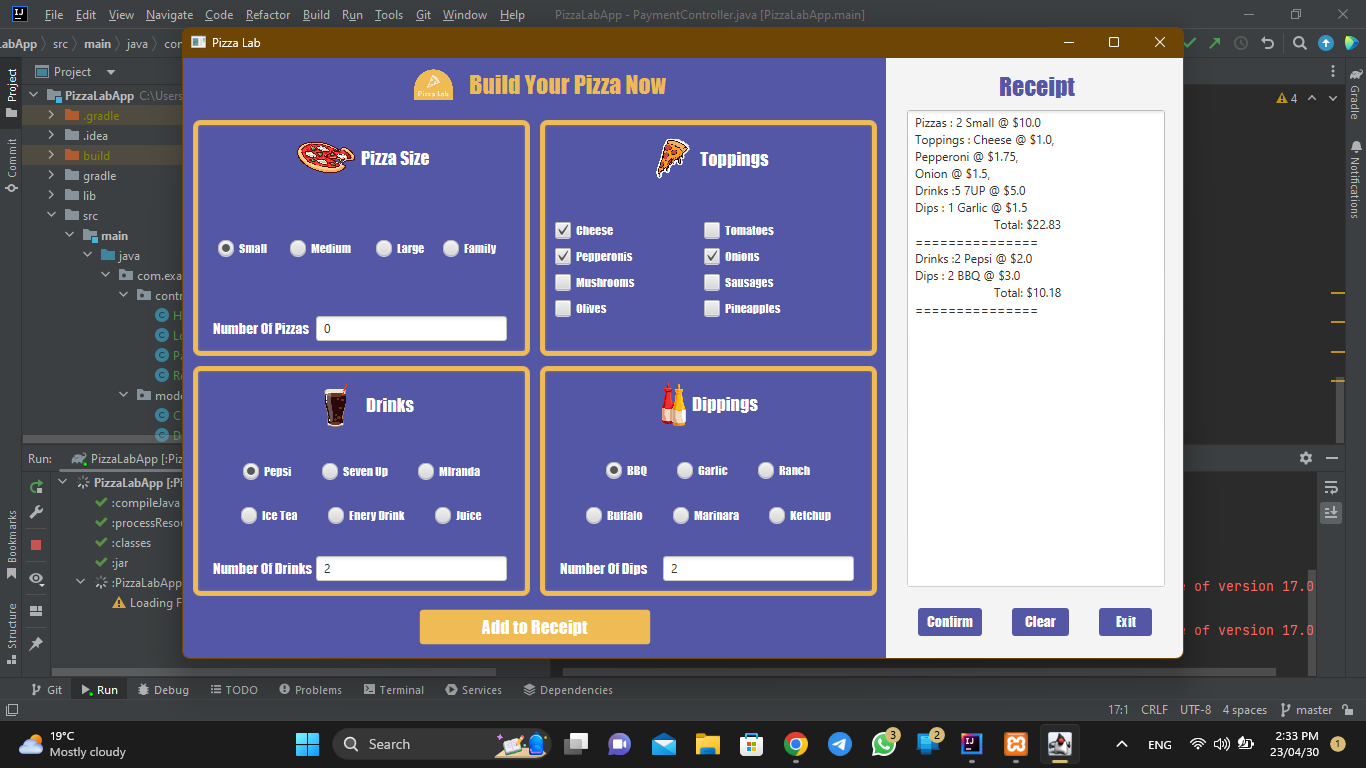 File Edit View Navigate Code Refactor Build Run Tools Git Window Help PizzaLabApp - PaymentController.java [PizzaLabApp.main]
LabApp src main java
Pizza Lab
Project
Project
PizzaLabApp C:\Users
.gradle
.idea
build
gradle
lib
src
main
java
Commit
Bookmarks
Structure
Pizza Lab
Build Your Pizza Now
Pizza Size
Small Medium Large Family
Number Of Pizzas 0
Toppings
Cheese Tomatoes
Pepperonis Onions
Mushrooms Sausages
Olives Pineapples
Drinks
Pepsi Seven Up MIranda
Ice Tea Enery Drink Juice
Number Of Drinks 2
Dippings
BBQ Garlic Ranch
Buffalo Marinara Ketchup
Number Of Dips 2
Add to Receipt
Receipt
Pizzas : 2 Small @ $10.0
Toppings : Cheese @ $1.0,
Pepperoni @ $1.75,
Onion @ $1.5,
Drinks :5 7UP @ $5.0
Dips : 1 Garlic @ $1.5
Total: $22.83
===============
Drinks :2 Pepsi @ $2.0
Dips : 2 BBQ @ $3.0
Total: $10.18
===============
Confirm Clear Exit
4
Gradle
Notifications
Run: PizzaLabApp [:Piz
PizzaLabApp [:Pi
:compileJava
:processResou
:classes
:jar
:PizzaLabApp
Loading F
e of version 17.0
e of version 17.0
Git Run Debug TODO Problems Terminal Services Dependencies
17:1 CRLF UTF-8 4 spaces master
19°C
Mostly cloudy
Search
3
2
ENG
2:33 PM
23/04/30
1